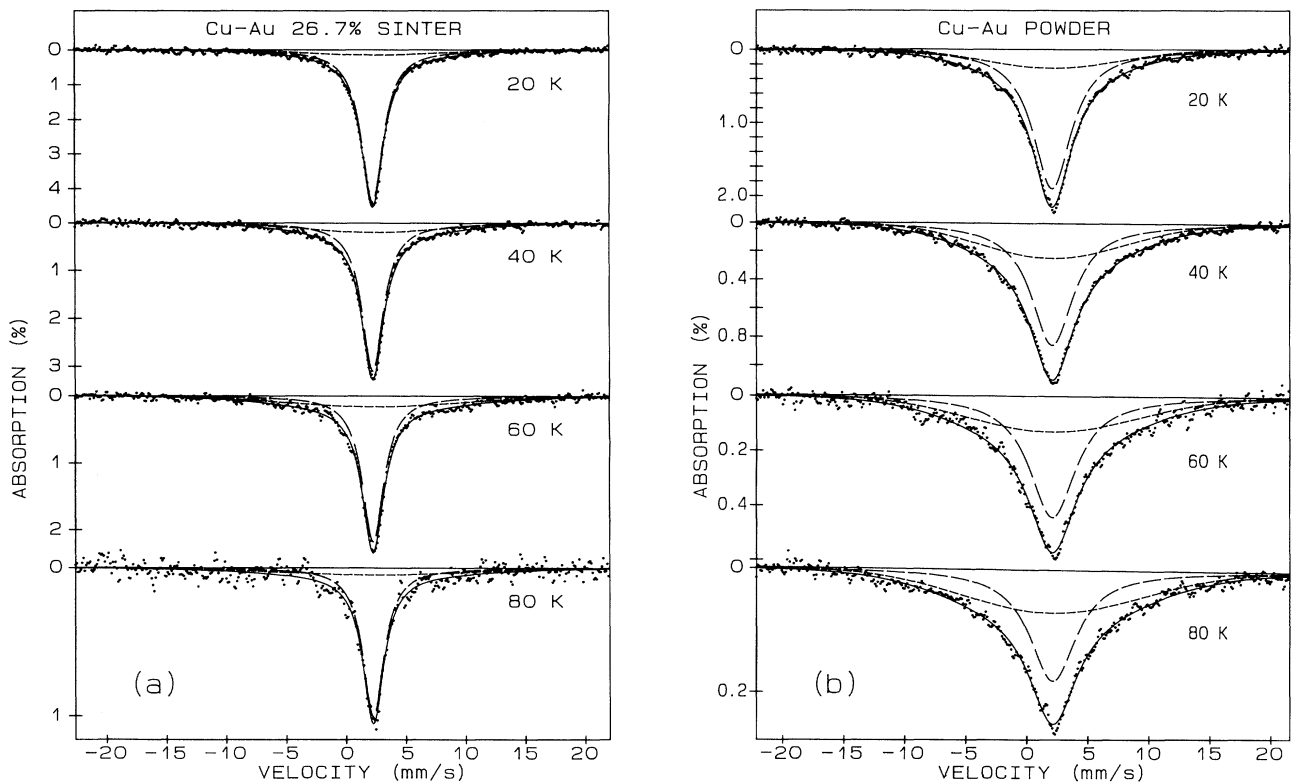 Cu-Au 26.7% SINTER
0
1
2
3
4
20 K
0
1
2
3
40 K
0
1
2
60 K
0
1
80 K
(a)
ABSORPTION (%)
-20 -15 -10 -5 0 5 10 15 20
VELOCITY (mm/s)
Cu-Au POWDER
0
1.0
2.0
20 K
0
0.4
0.8
40 K
0
0.2
0.4
60 K
0
0.2
80 K
(b)
ABSORPTION (%)
-20 -15 -10 -5 0 5 10 15 20
VELOCITY (mm/s)